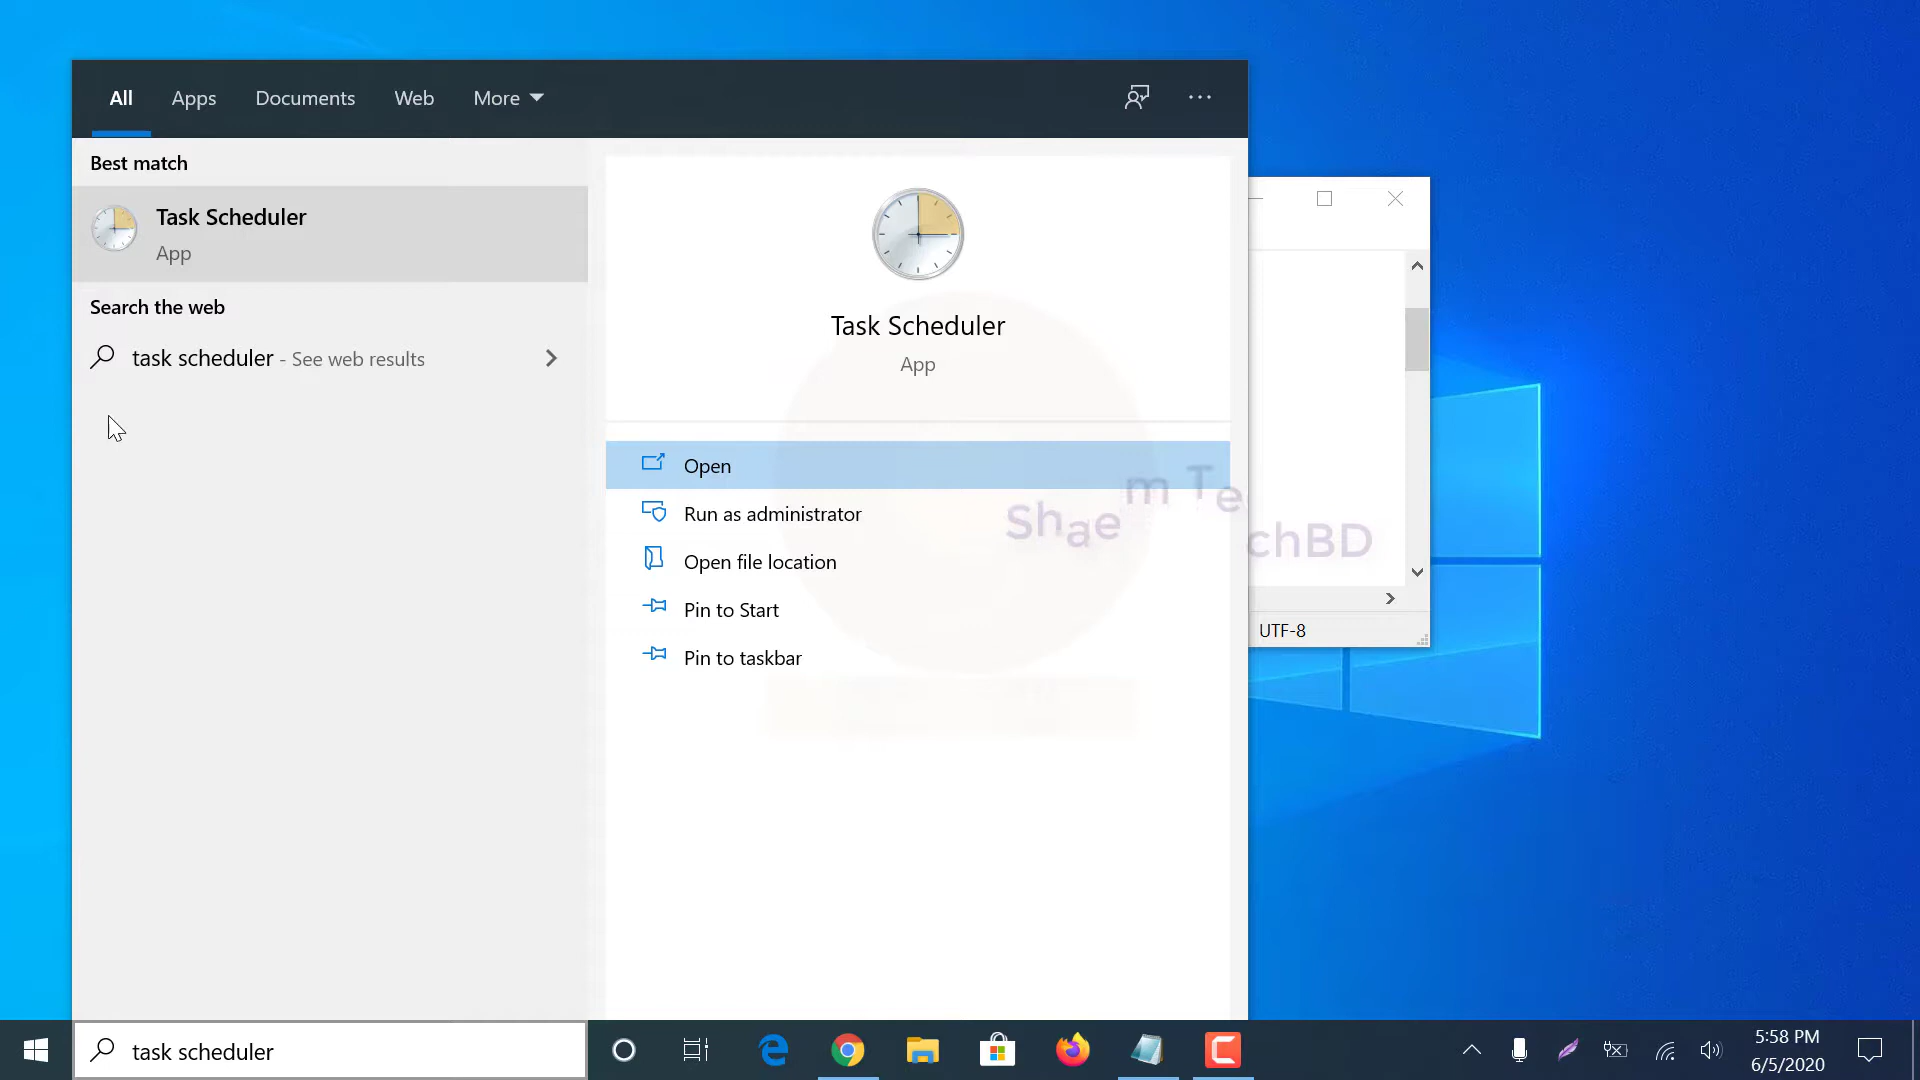 All Apps Documents Web More
Best match
Task Scheduler
App
Search the web
task scheduler - See web results
Task Scheduler
App
Open
Run as administrator
Open file location
Pin to Start
Pin to taskbar
Shaem TechBD
UTF-8
task scheduler
5:58 PM
6/5/2020